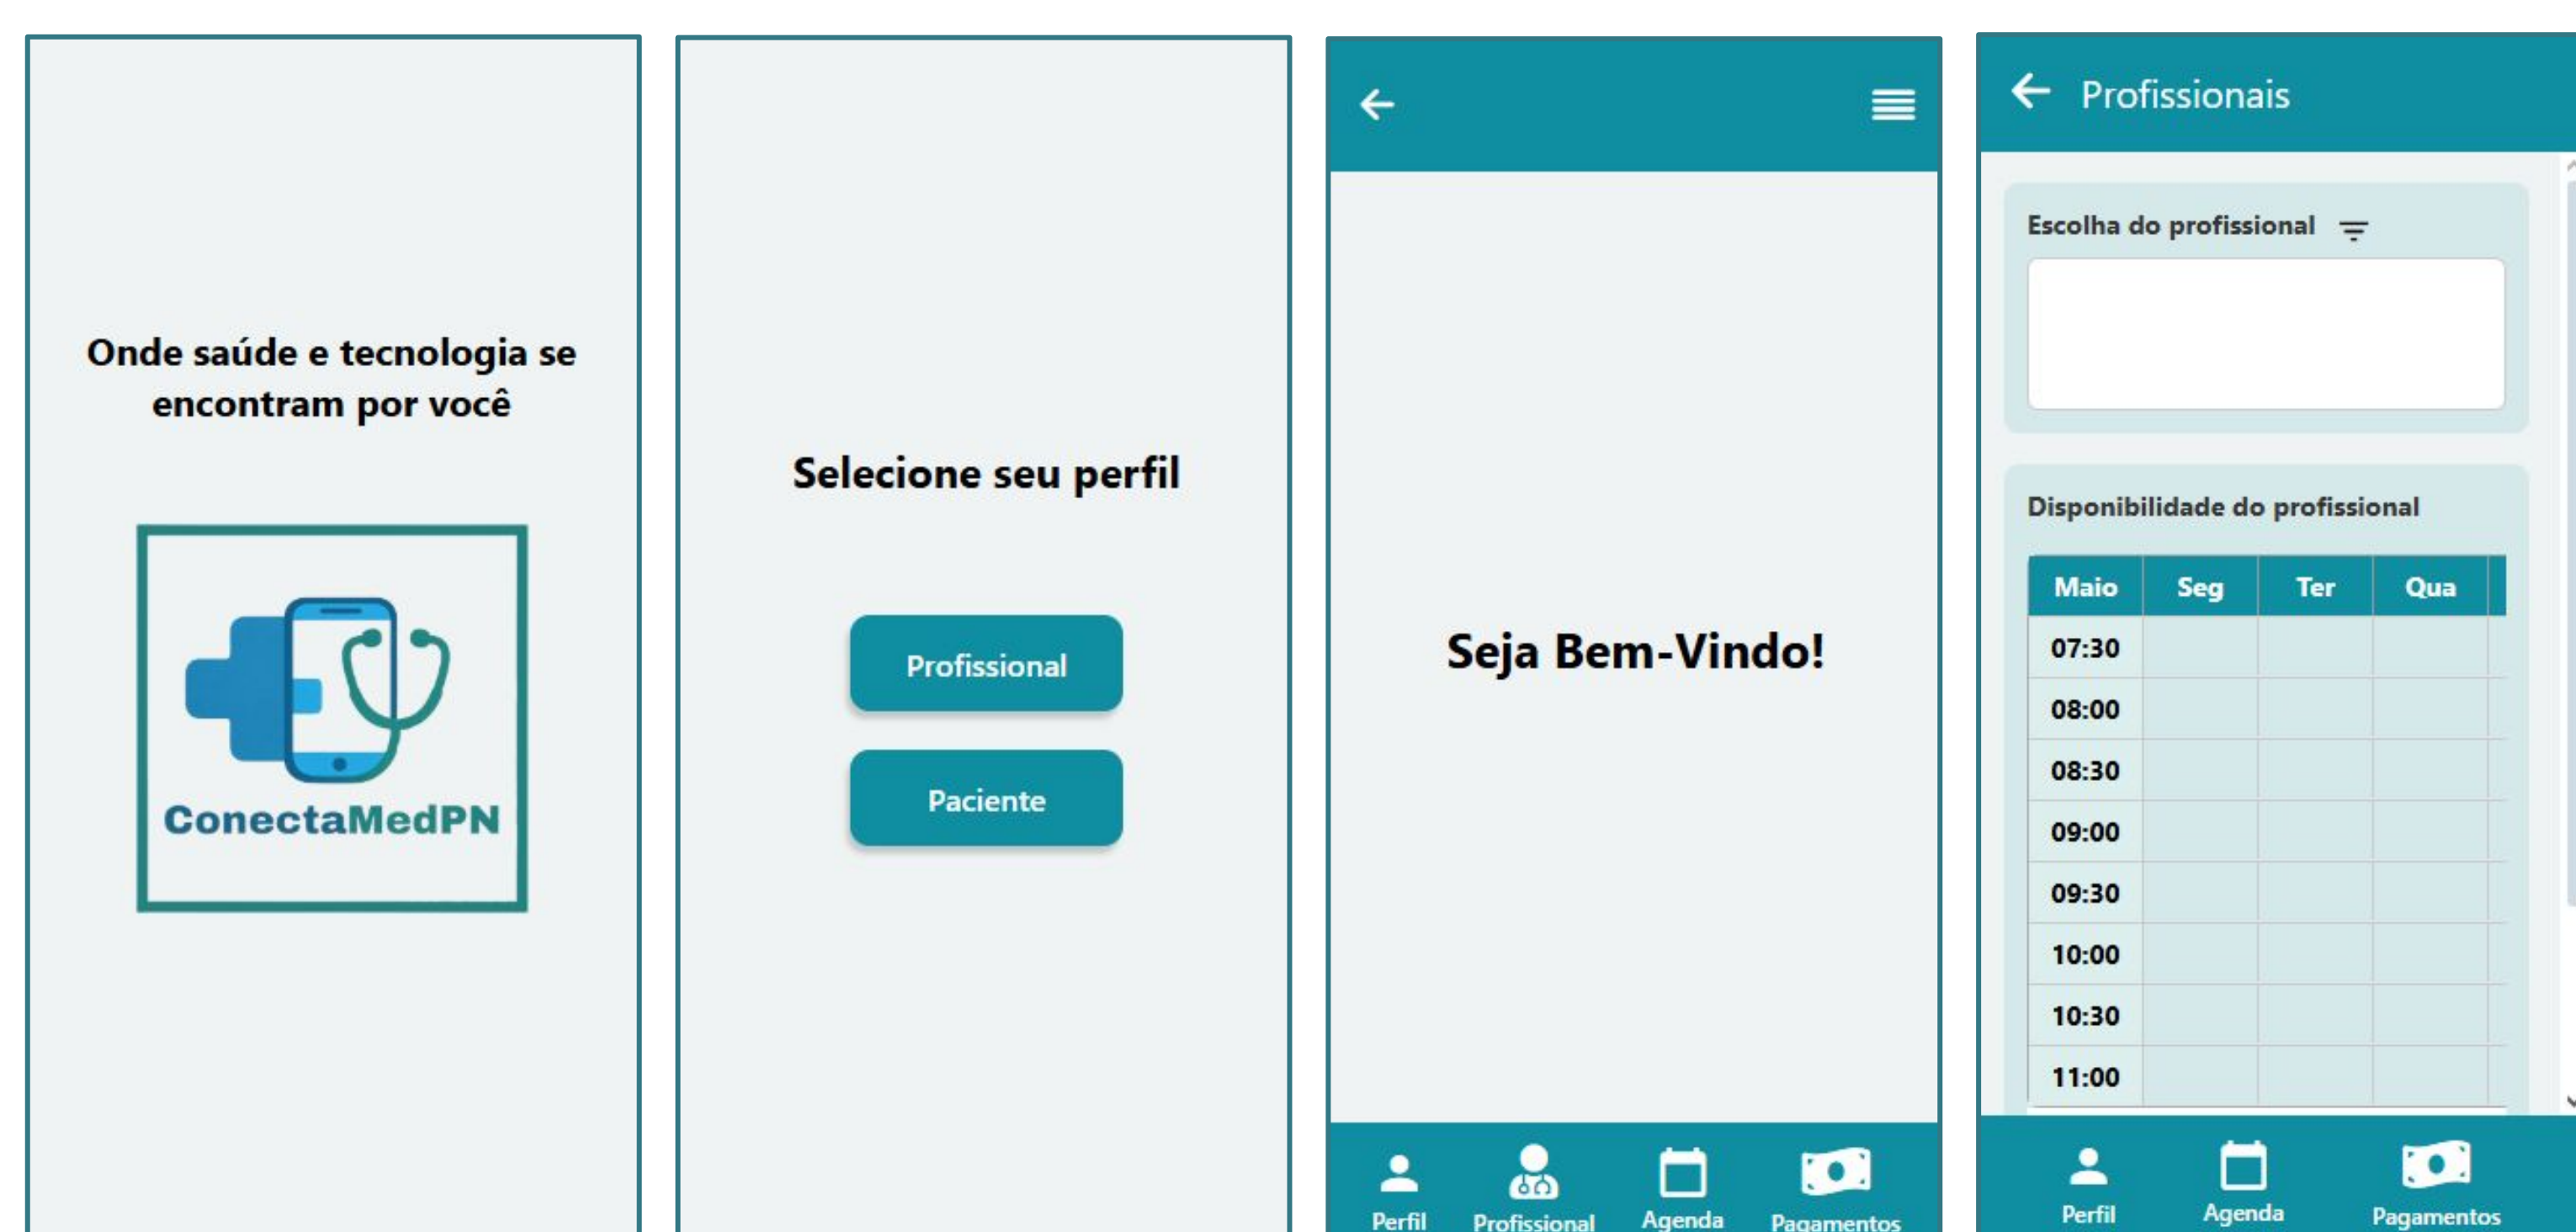 Onde saúde e tecnologia se
encontram por você
ConectaMedPN
Selecione seu perfil
Profissional
Paciente
Seja Bem-Vindo!
Perfil
Profissional
Agenda
Pagamentos
Profissionais
Escolha do profissional
Disponibilidade do profissional
Maio Seg Ter Qua
07:30
08:00
08:30
09:00
09:30
10:00
10:30
11:00
Perfil
Agenda
Pagamentos